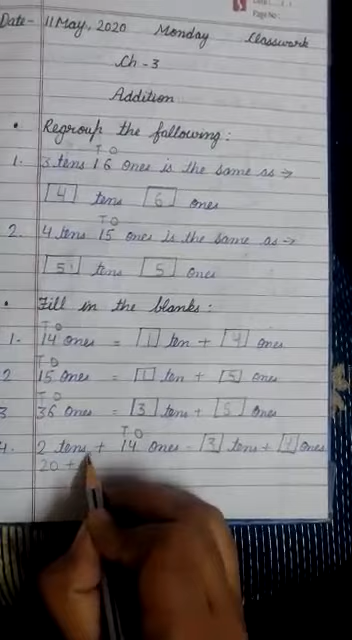 Date- 11 May, 2020 Monday Classwork
Page No
Ch - 3
Addition
• Regroup the following :
T O
1. 3 tens 16 ones is the same as →
4 tens 6 ones
T O
2. 4 tens 15 ones is the same as →
5 tens 5 ones
• Fill in the blanks :
T O
1. 14 ones = 1 ten + 4 ones
T O
2 15 ones = 1 ten + 5 ones
T O
3 36 ones = 3 tens + 5 ones
T O
4. 2 tens + 14 ones = 3 tens + 4 ones
20 +